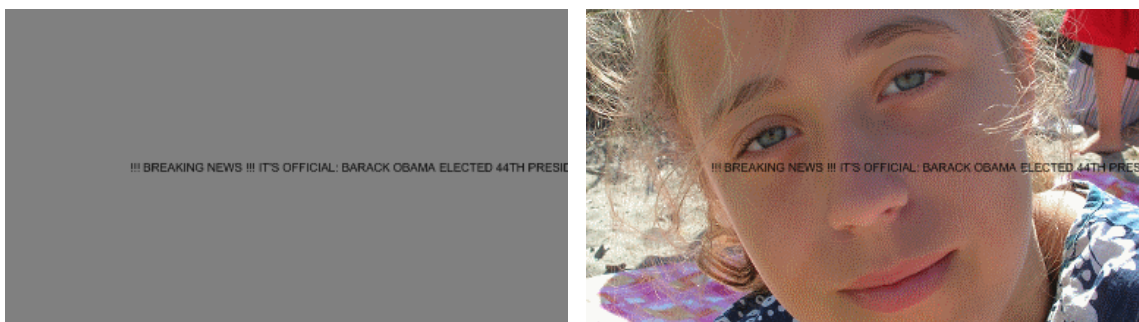 !!! BREAKING NEWS !!! IT'S OFFICIAL: BARACK OBAMA ELECTED 44TH PRESID
!!! BREAKING NEWS !!! IT'S OFFICIAL: BARACK OBAMA ELECTED 44TH PRES